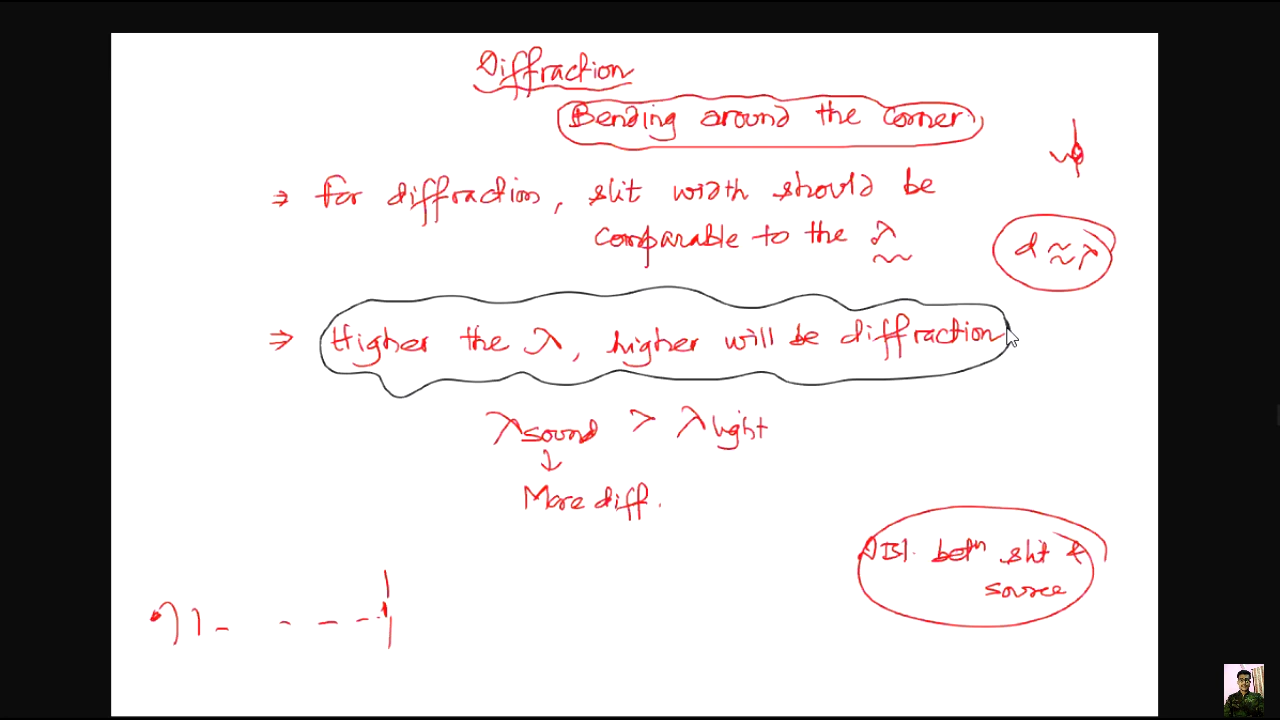 Diffraction
Bending around the corner,
⇒ for diffraction, slit width should be
comparable to the λ
d ≈ λ
⇒ Higher the λ, higher will be diffraction
λsound > λlight
↓
More diff.
DIST. betn slit &
source